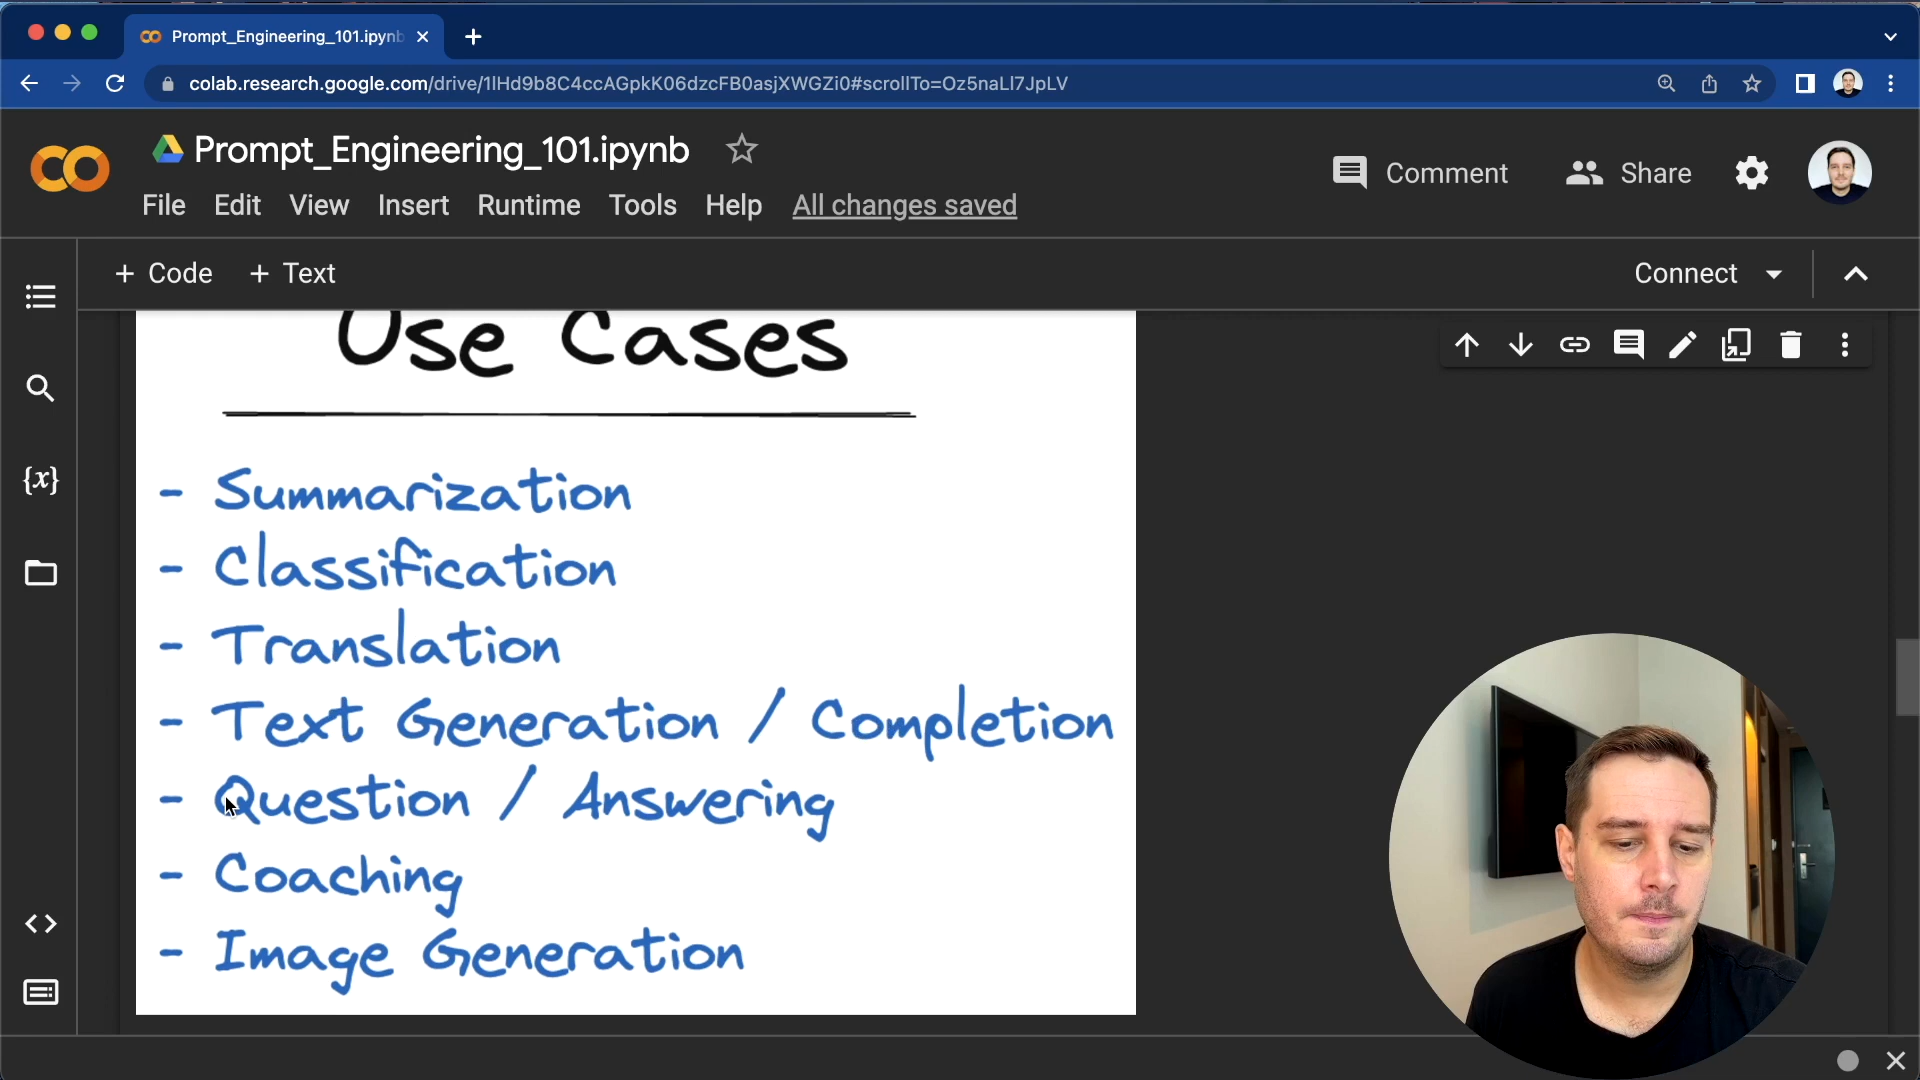 Prompt_Engineering_101.ipynb
colab.research.google.com/drive/1lHd9b8C4ccAGpkK06dzcFB0asjXWGZi0#scrollTo=Oz5naLl7JpLV
Prompt_Engineering_101.ipynb
Comment Share
File Edit View Insert Runtime Tools Help All changes saved
+ Code + Text Connect
Use Cases
- Summarization
{x}
- Classification
- Translation
- Text Generation / Completion
- Question / Answering
- Coaching
- Image Generation